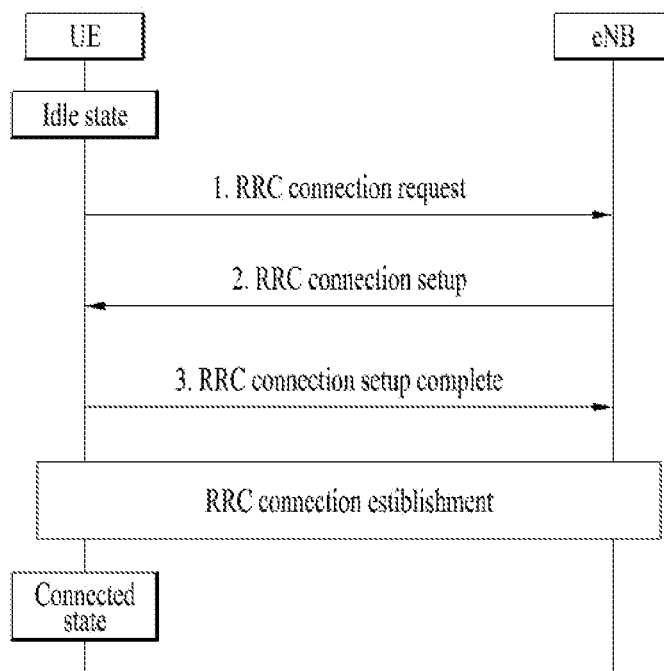 UE
eNB
Idle state
1. RRC connection request
2. RRC connection setup
3. RRC connection setup complete
RRC connection estiblishment
Connected
state